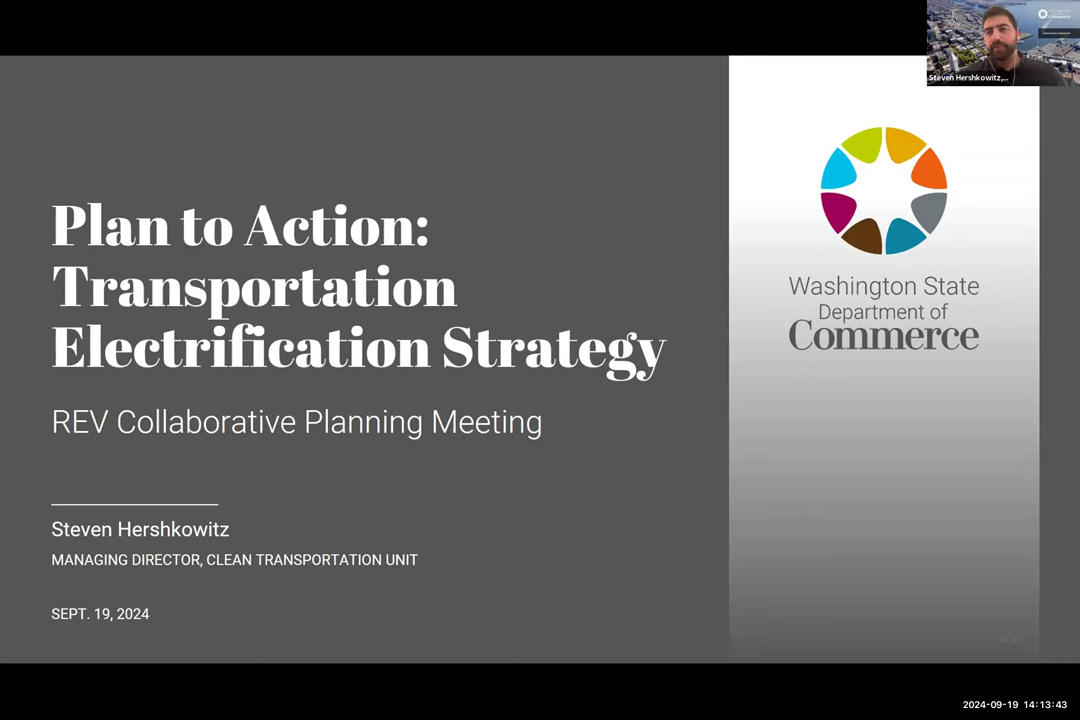 Steven Hershkowitz,...
Plan to Action:
Transportation
Electrification Strategy
REV Collaborative Planning Meeting
Steven Hershkowitz
MANAGING DIRECTOR, CLEAN TRANSPORTATION UNIT
SEPT. 19, 2024
Washington State
Department of
Commerce
2024-09-19 14:13:43